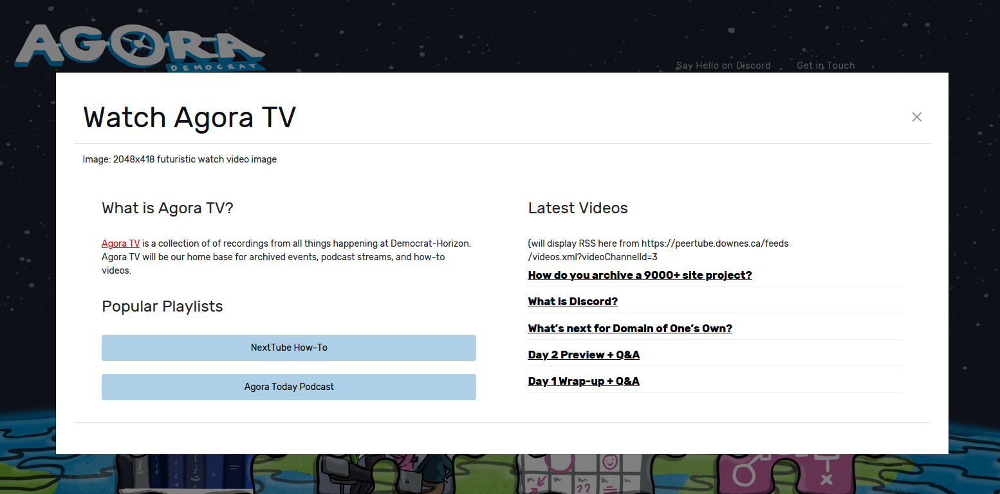 AGORA
DEMOCRAT
Say Hello on Discord
Get in Touch
Watch Agora TV
Image: 2048x418 futuristic watch video image
What is Agora TV?
Agora TV is a collection of of recordings from all things happening at Democrat-Horizon.
Agora TV will be our home base for archived events, podcast streams, and how-to
videos.
Popular Playlists
NextTube How-To
Agora Today Podcast
Latest Videos
(will display RSS here from https://peertube.downes.ca/feeds
/videos.xml?videoChannelId=3
How do you archive a 9000+ site project?
What is Discord?
What’s next for Domain of One’s Own?
Day 2 Preview + Q&A
Day 1 Wrap-up + Q&A